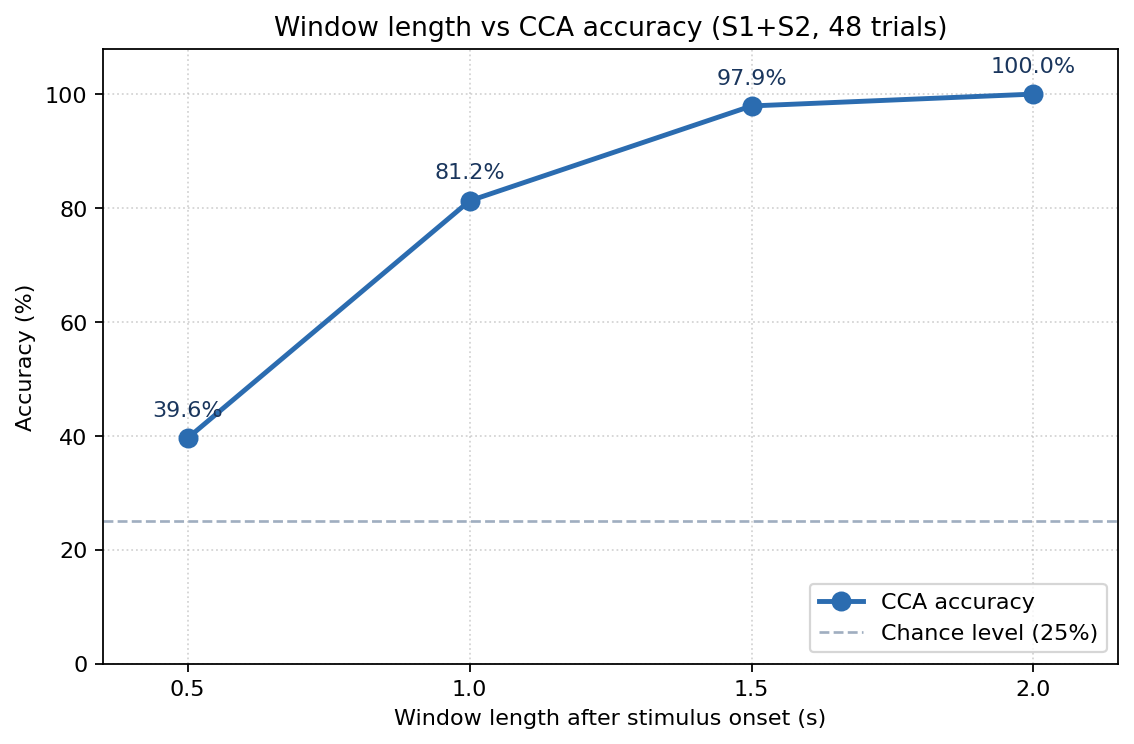 Window length vs CCA accuracy (S1+S2, 48 trials)
Accuracy (%)
100
80
60
40
20
0
39.6%
81.2%
97.9%
100.0%
CCA accuracy
Chance level (25%)
0.5
1.0
1.5
2.0
Window length after stimulus onset (s)